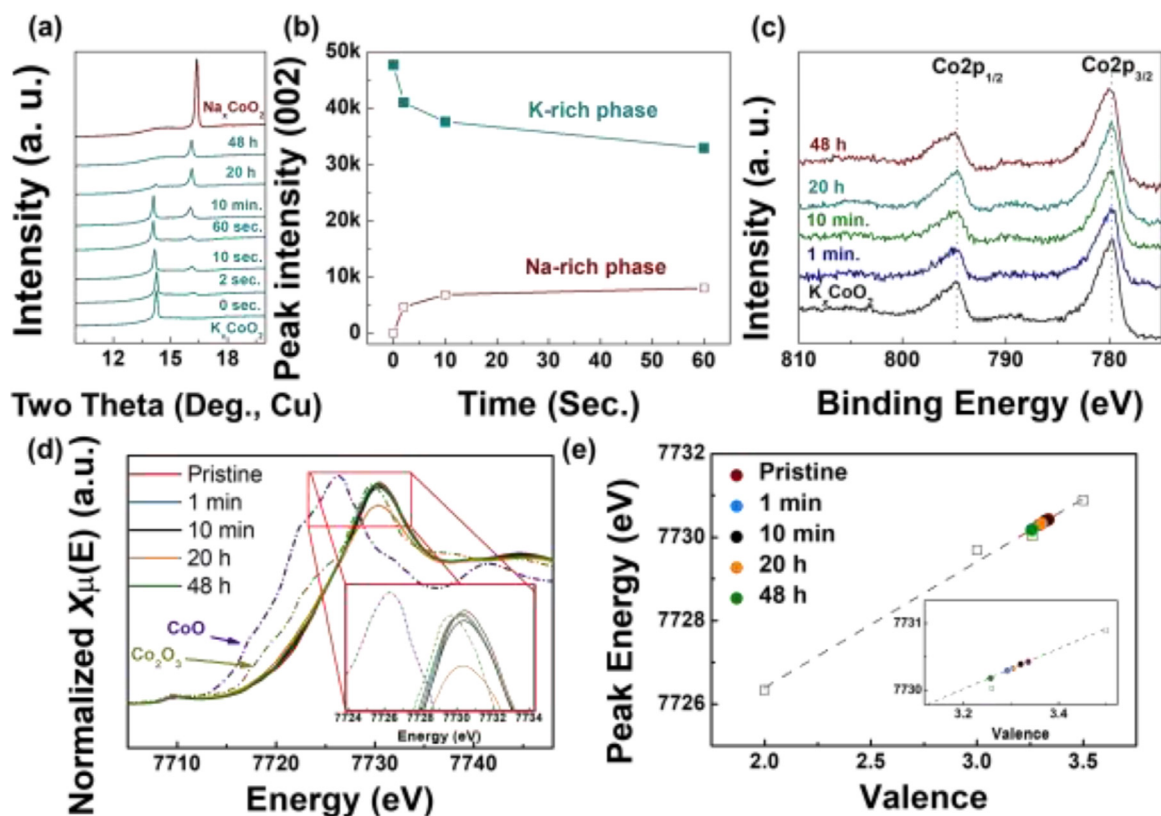 (a)
Intensity (a. u.)
NaₓCoO₂
48 h
20 h
10 min.
60 sec.
10 sec.
2 sec.
0 sec.
KₓCoO₂
12 15 18
Two Theta (Deg., Cu)
(b)
Peak intensity (002)
50k
40k
30k
20k
10k
0
K-rich phase
Na-rich phase
0 10 20 30 40 50 60
Time (Sec.)
(c)
Intensity (a. u.)
Co2p₁/₂ Co2p₃/₂
48 h
20 h
10 min.
1 min.
KₓCoO₂
810 800 790 780
Binding Energy (eV)
(d)
Normalized Xμ(E) (a.u.)
Pristine
1 min
10 min
20 h
48 h
CoO
Co₂O₃
7724 7726 7728 7730 7732 7734
Energy (eV)
7710 7720 7730 7740
Energy (eV)
(e)
Peak Energy (eV)
7732
7730
7728
7726
Pristine
1 min
10 min
20 h
48 h
7731
7730
3.2 3.4
Valence
2.0 2.5 3.0 3.5
Valence